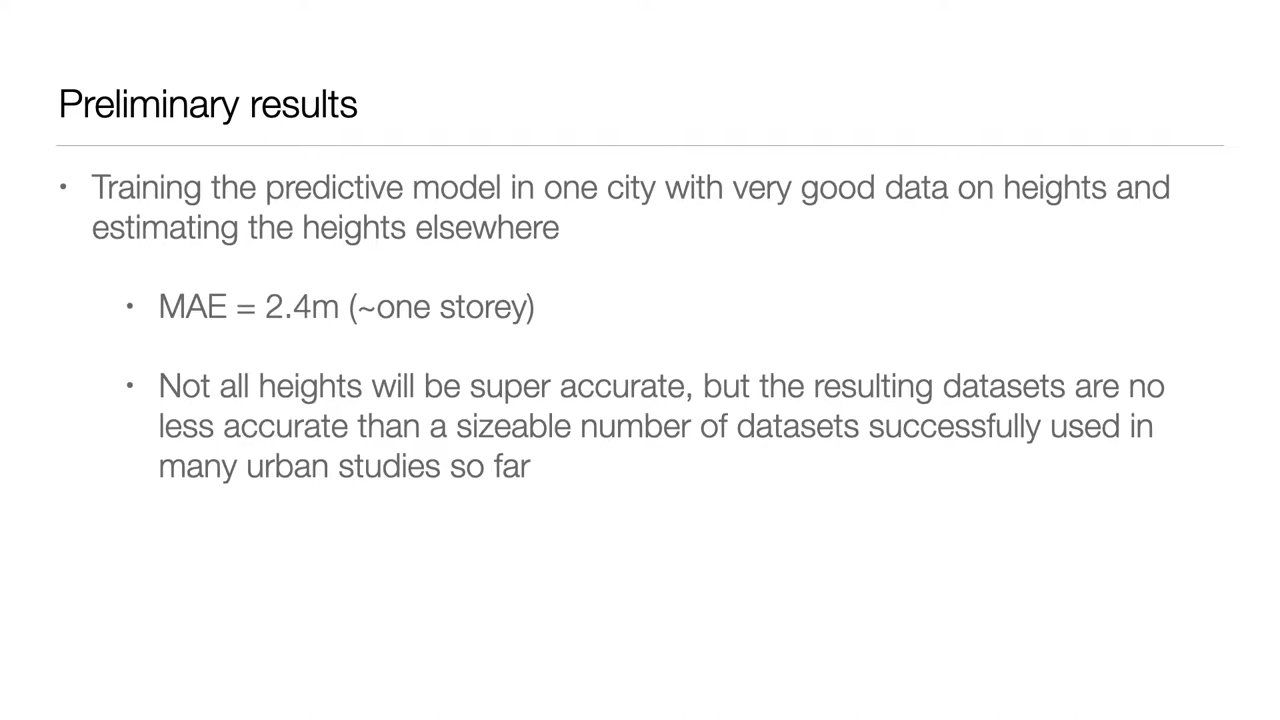 Preliminary results
• Training the predictive model in one city with very good data on heights and
estimating the heights elsewhere
• MAE = 2.4m (~one storey)
• Not all heights will be super accurate, but the resulting datasets are no
less accurate than a sizeable number of datasets successfully used in
many urban studies so far